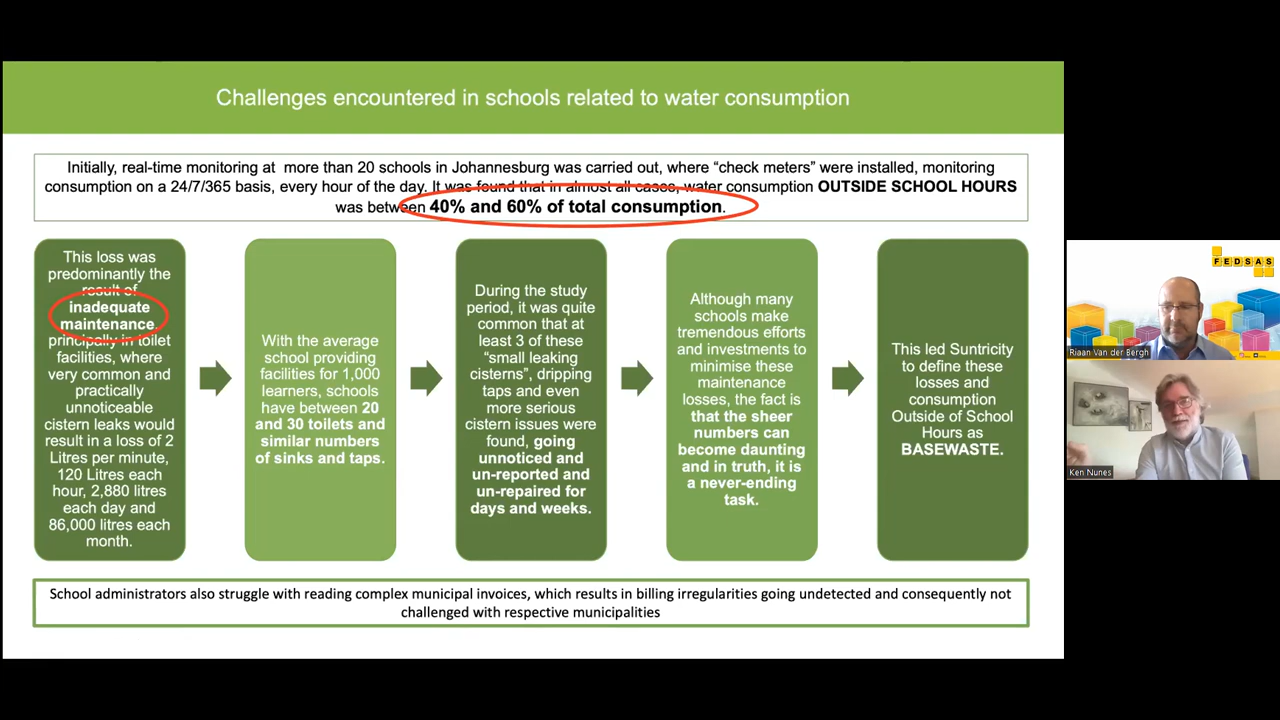 Challenges encountered in schools related to water consumption
Initially, real-time monitoring at more than 20 schools in Johannesburg was carried out, where “check meters” were installed, monitoring
consumption on a 24/7/365 basis, every hour of the day. It was found that in almost all cases, water consumption OUTSIDE SCHOOL HOURS
was between 40% and 60% of total consumption.
This loss was
predominantly the
result of
inadequate
maintenance,
principally in toilet
facilities, where
very common and
practically
unnoticeable
cistern leaks would
result in a loss of 2
Litres per minute,
120 Litres each
hour, 2,880 litres
each day and
86,000 litres each
month.
With the average
school providing
facilities for 1,000
learners, schools
have between 20
and 30 toilets and
similar numbers
of sinks and taps.
During the study
period, it was quite
common that at
least 3 of these
“small leaking
cisterns”, dripping
taps and even
more serious
cistern issues were
found, going
unnoticed and
un-reported and
un-repaired for
days and weeks.
Although many
schools make
tremendous efforts
and investments to
minimise these
maintenance
losses, the fact is
that the sheer
numbers can
become daunting
and in truth, it is
a never-ending
task.
This led Suntricity
to define these
losses and
consumption
Outside of School
Hours as
BASEWASTE.
School administrators also struggle with reading complex municipal invoices, which results in billing irregularities going undetected and consequently not
challenged with respective municipalities
FEDSAS
Riaan Van der Bergh
Ken Nunes